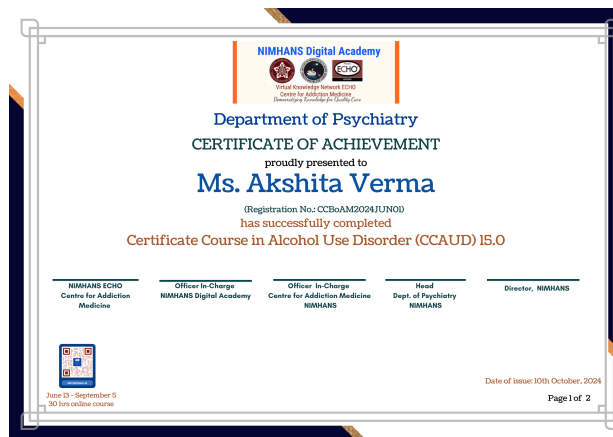 NIMHANS Digital Academy
ECHO
Virtual Knowledge Network ECHO
Centre for Addiction Medicine
Democratizing Knowledge for Quality Care
Department of Psychiatry
CERTIFICATE OF ACHIEVEMENT
proudly presented to
Ms. Akshita Verma
(Registration No.: CCBoAM2024JUN01)
has successfully completed
Certificate Course in Alcohol Use Disorder (CCAUD) 15.0
NIMHANS ECHO
Centre for Addiction
Medicine
Officer In-Charge
NIMHANS Digital Academy
Officer In-Charge
Centre for Addiction Medicine
NIMHANS
Head
Dept. of Psychiatry
NIMHANS
Director, NIMHANS
June 13 - September 5
30 hrs online course
Date of issue: 10th October, 2024
Page 1 of 2